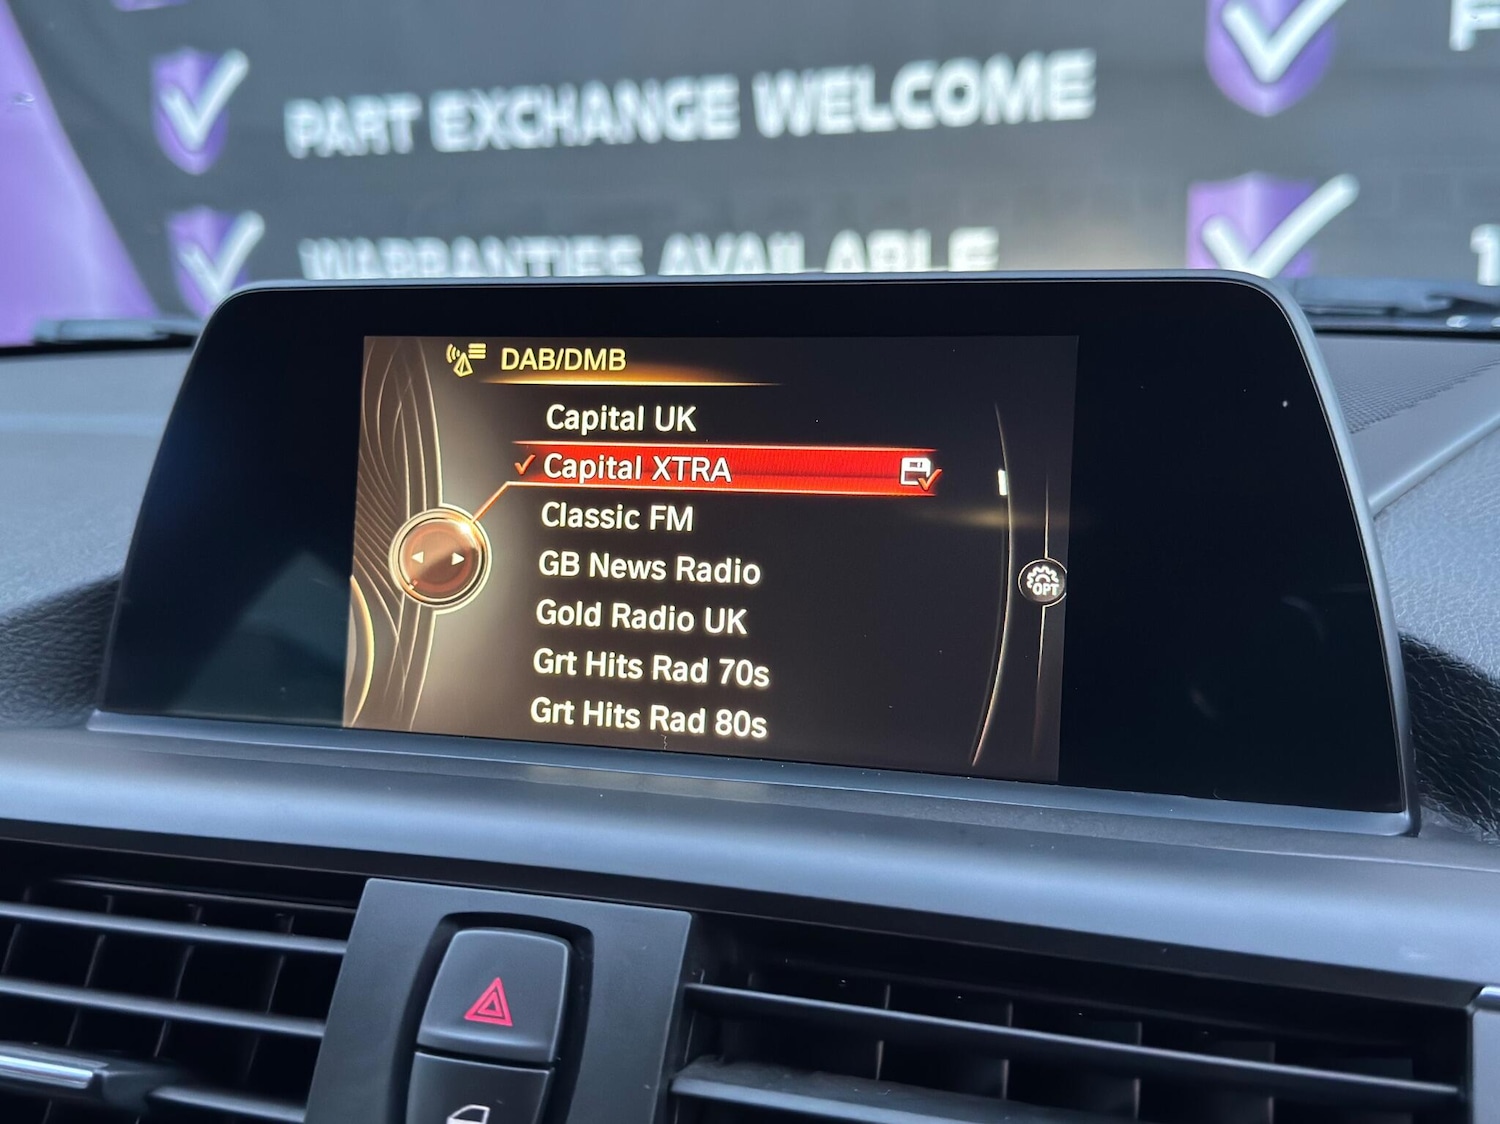 PART EXCHANGE WELCOME
WARRANTIES AVAILABLE
DAB/DMB
Capital UK
Capital XTRA
Classic FM
GB News Radio
Gold Radio UK
Grt Hits Rad 70s
Grt Hits Rad 80s
OPT